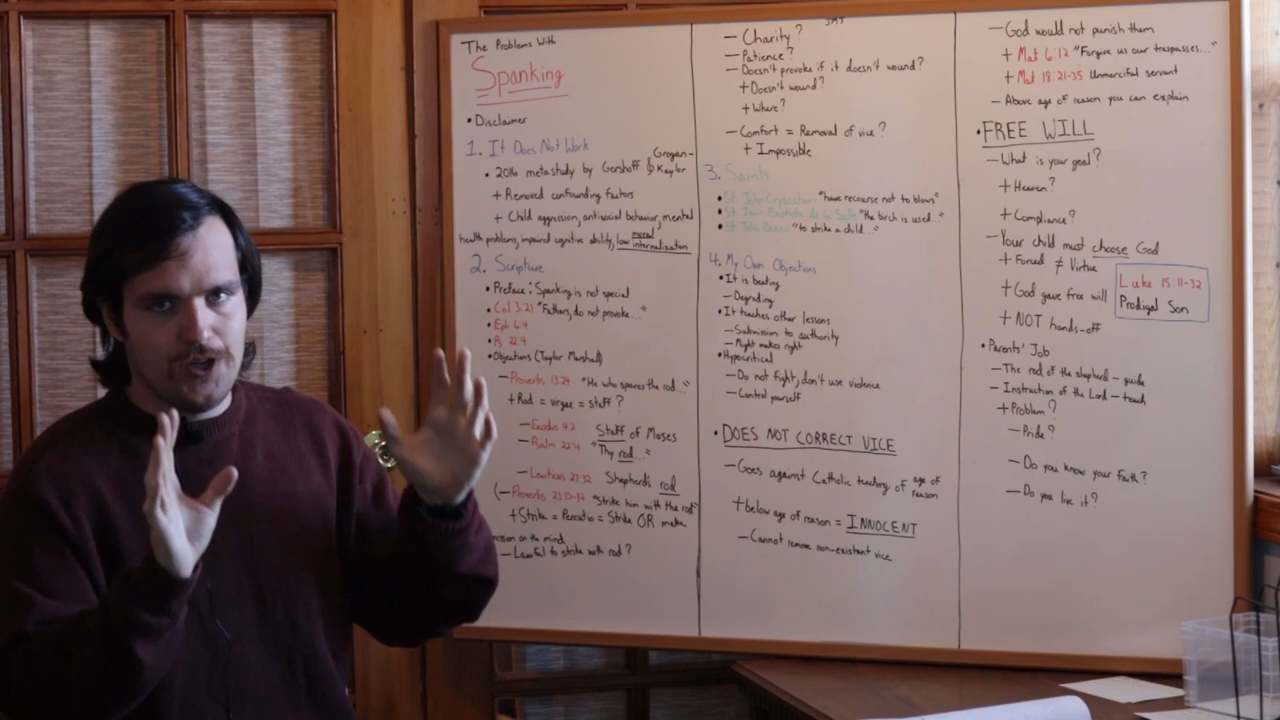 The Problems With
Spanking
• Disclaimer
1. It Does Not Work
• 2016 metastudy by Gershoff & Grogan-Kaylor
+ Removed confounding factors
+ Child aggression, antisocial behavior, mental
health problems, impaired cognitive ability, low moral internalization
2. Scripture
• Preface: Spanking is not special
• Col 3:21 "Fathers, do not provoke..."
• Eph 6:4
• Ps 22:4
• Objections (Taylor Marshall)
— Proverbs 13:24 "He who spares the rod..."
+ Rod = virgae = staff?
— Exodus 4:2 Staff of Moses
— Psalm 22:4 "Thy rod..."
— Leviticus 27:32 Shepherd's rod
(— Proverbs 23:13-14 "Strike him with the rod"
+ Strike = Percutio = Strike OR make
on the mind
— Lawful to strike with rod?
— Charity?
— Patience?
— Doesn't provoke if it doesn't wound?
+ Doesn't wound?
+ Where?
— Comfort = Removal of vice?
+ Impossible
3. Saints
• St. John Chrysostom "have recourse not to blows"
• St. Jean Baptiste de la Salle "the birch is used..."
• St. John Bosco "to strike a child..."
4. My Own Objections
• It is beating
— Degrading
• It teaches other lessons
— Submission to authority
— Might makes right
• Hypocritical
— Do not fight, don't use violence
— Control yourself
• DOES NOT CORRECT VICE
— Goes against Catholic teaching of age of reason
+ below age of reason = INNOCENT
— Cannot remove non-existent vice
— God would not punish them
+ Mat 6:12 "Forgive us our trespasses..."
+ Mat 18:21-35 Unmerciful servant
— Above age of reason you can explain
• FREE WILL
— What is your goal?
+ Heaven?
+ Compliance?
— Your child must choose God
+ Forced ≠ Virtue
+ God gave free will
+ NOT hands-off
Luke 15:11-32
Prodigal Son
• Parents' Job
— The rod of the shepherd — guide
— Instruction of the Lord — teach
+ Problem?
— Pride?
— Do you know your faith?
— Do you live it?